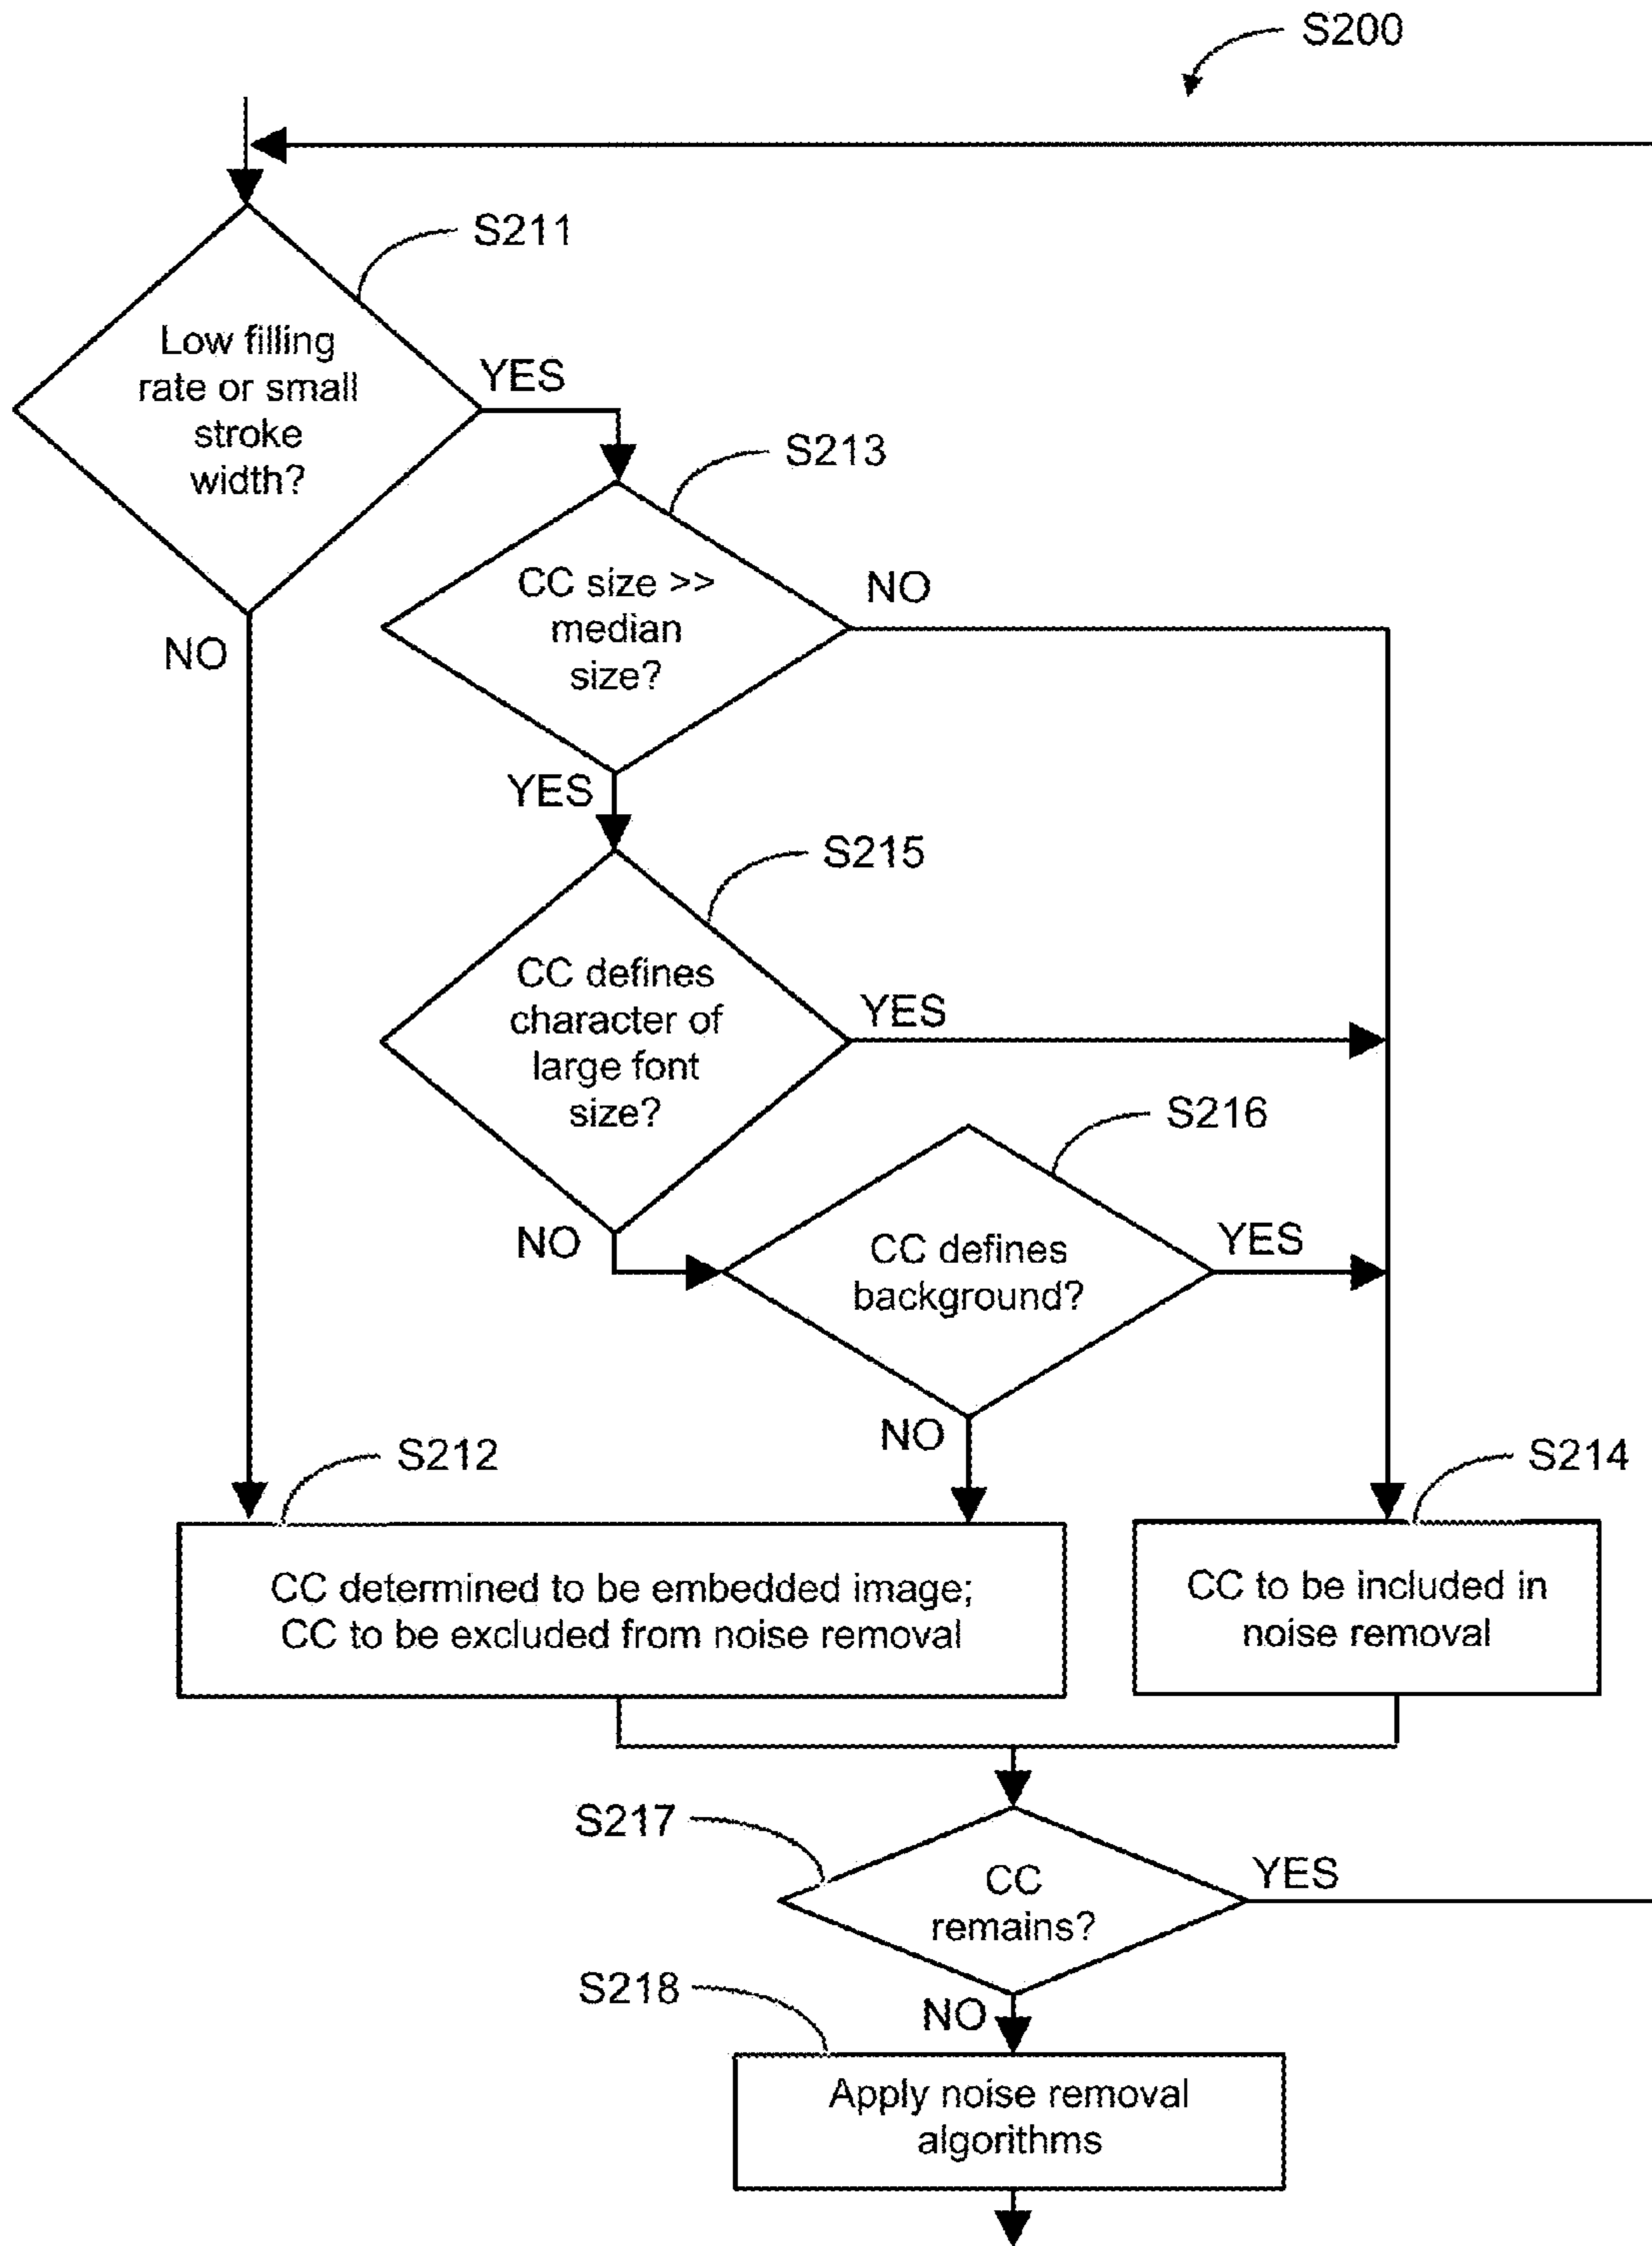 S200
S211
Low filling
rate or small
stroke
width?
YES
NO
S213
CC size >>
median
size?
NO
YES
S215
CC defines
character of
large font
size?
YES
NO
S216
CC defines
background?
YES
NO
S212
CC determined to be embedded image;
CC to be excluded from noise removal
S214
CC to be included in
noise removal
S217
CC
remains?
YES
NO
S218
Apply noise removal
algorithms